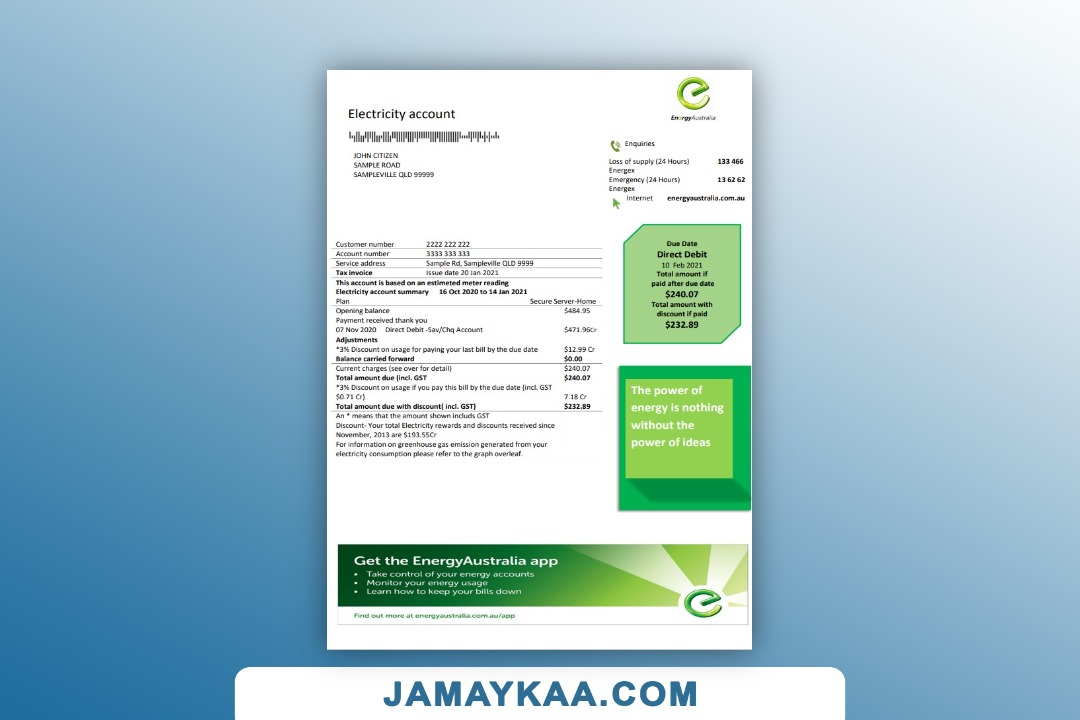 Electricity account
EnergyAustralia
JOHN CITIZEN
SAMPLE ROAD
SAMPLEVILLE QLD 99999
Enquiries
Loss of supply (24 Hours) 133 466
Energex
Emergency (24 Hours) 13 62 62
Energex
Internet energyaustralia.com.au
Customer number 2222 222 222
Account number 3333 333 333
Service address Sample Rd, Sampleville QLD 9999
Tax invoice Issue date 20 Jan 2021
This account is based on an estimeted meter reading
Electricity account summary 16 Oct 2020 to 14 Jan 2021
Plan Secure Server-Home
Opening balance $484.95
Payment received thank you
07 Nov 2020 Direct Debit -Sav/Chq Account $471.96Cr
Adjustments
*3% Discount on usage for paying your last bill by the due date $12.99 Cr
Balance carried forward $0.00
Current charges (see over for detail) $240.07
Total amount due (incl. GST $240.07
*3% Discount on usage if you pay this bill by the due date (incl. GST
$0.71 Cr) 7.18 Cr
Total amount due with discount( incl. GST) $232.89
An * means that the amount shown includs GST
Discount- Your total Electricity rewards and discounts received since
November, 2013 are $193.55Cr
For information on greenhouse gas emission generated from your
electricity consumption please refer to the graph overleaf.
Due Date
Direct Debit
10 Feb 2021
Total amount if
paid after due date
$240.07
Total amount with
discount if paid
$232.89
The power of
energy is nothing
without the
power of ideas
Get the EnergyAustralia app
• Take control of your energy accounts
• Monitor your energy usage
• Learn how to keep your bills down
Find out more at energyaustralia.com.au/app
JAMAYKAA.COM